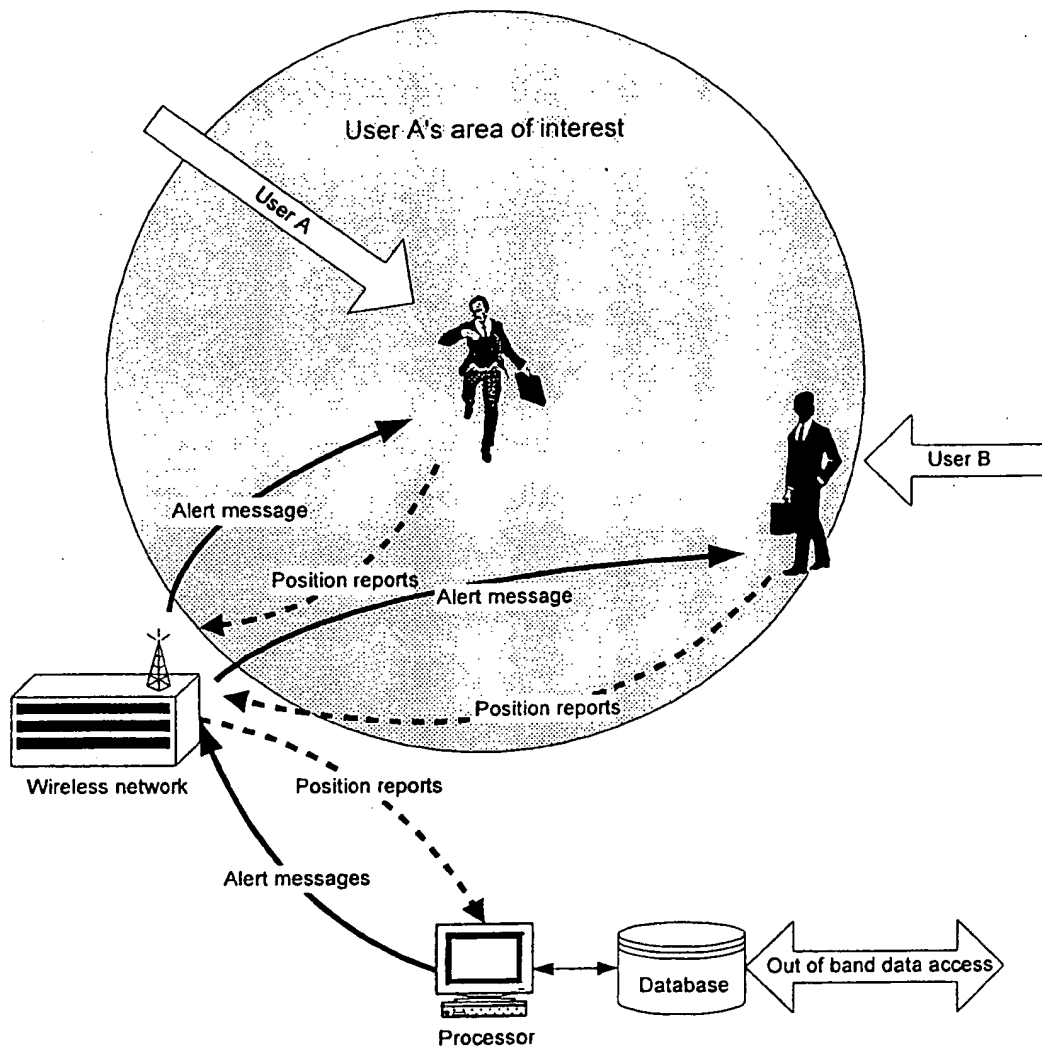 User A's area of interest
User A
User B
Alert message
Position reports
Alert message
Position reports
Wireless network
Position reports
Alert messages
Out of band data access
Database
Processor